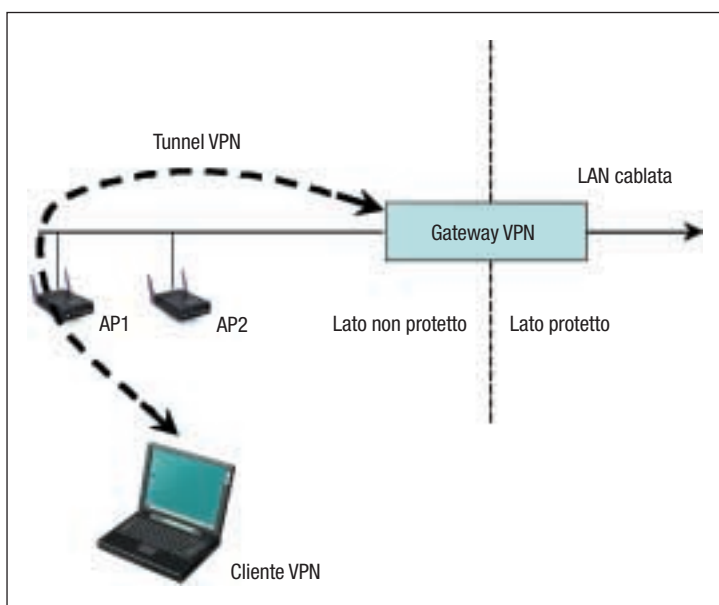 Tunnel VPN
LAN cablata
Gateway VPN
AP1
AP2
Lato non protetto
Lato protetto
Cliente VPN